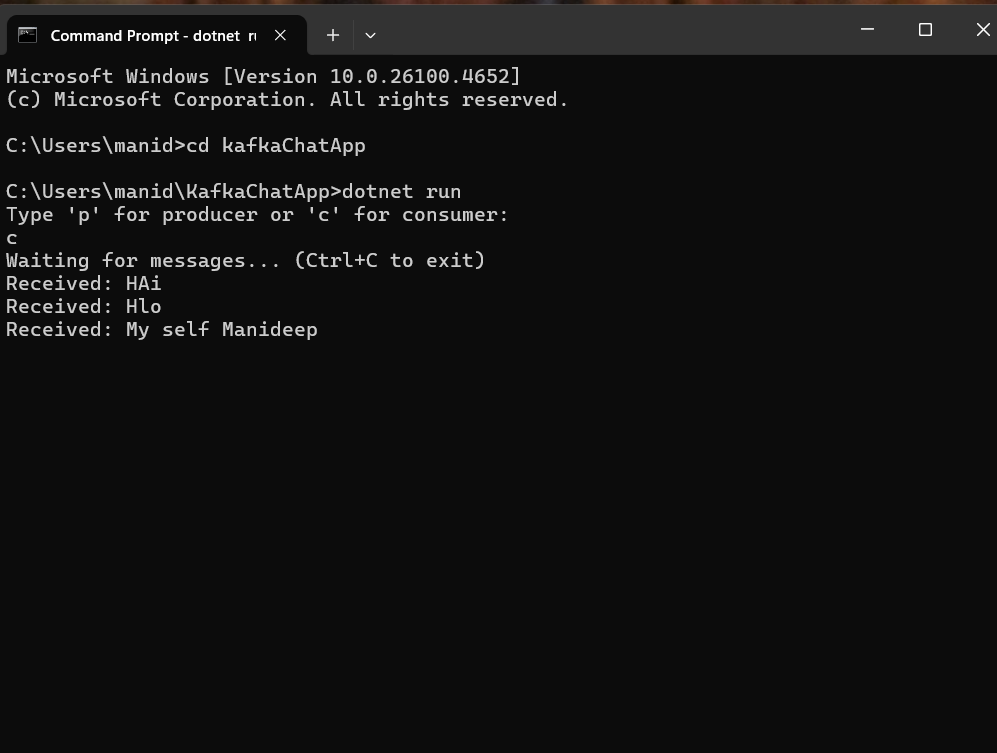 Command Prompt - dotnet ru
Microsoft Windows [Version 10.0.26100.4652]
(c) Microsoft Corporation. All rights reserved.
C:\Users\manid>cd kafkaChatApp
C:\Users\manid\KafkaChatApp>dotnet run
Type 'p' for producer or 'c' for consumer:
c
Waiting for messages... (Ctrl+C to exit)
Received: HAi
Received: Hlo
Received: My self Manideep